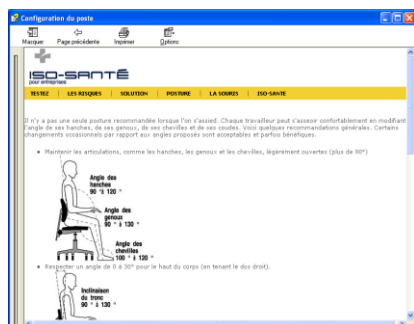 Configuration du poste
Masquer Page précédente Imprimer Options
ISO-SANTÉ
pour entreprises
TESTEZ | LES RISQUES | SOLUTION | POSTURE | LA SOURIS | ISO-SANTE
Il n'y a pas une seule posture recommandée lorsque l'on s'assied. Chaque travailleur peut s'asseoir confortablement en modifiant
l'angle de ses hanches, de ses genoux, de ses chevilles et de ses coudes. Voici quelques recommandations générales. Certains
changements occasionnels par rapport aux angles proposés sont acceptables et parfois bénéfiques.
• Maintenir les articulations, comme les hanches, les genoux et les chevilles, légèrement ouvertes (plus de 90°)
Angle des
hanches
90 ° à 120 °
Angle des
genoux
90 ° à 130 °
Angle des
chevilles
100 ° à 120 °
• Respecter un angle de 0 à 30° pour le haut du corps (en tenant le dos droit).
Inclinaison
du tronc
90 ° à 130 °